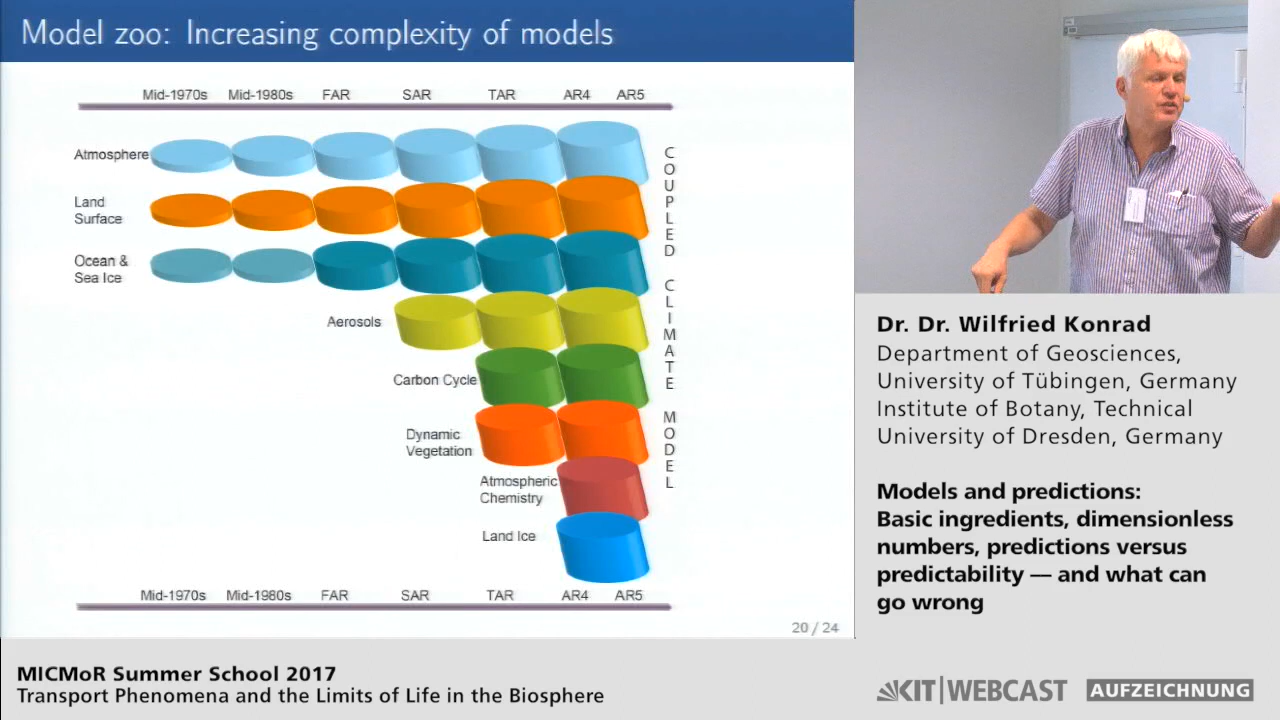 Model zoo: Increasing complexity of models
Mid-1970s Mid-1980s FAR SAR TAR AR4 AR5
Atmosphere
Land
Surface
Ocean &
Sea Ice
Aerosols
Carbon Cycle
Dynamic
Vegetation
Atmospheric
Chemistry
Land Ice
COUPLED CLIMATE MODEL
Mid-1970s Mid-1980s FAR SAR TAR AR4 AR5
20 / 24
Dr. Dr. Wilfried Konrad
Department of Geosciences,
University of Tübingen, Germany
Institute of Botany, Technical
University of Dresden, Germany
Models and predictions:
Basic ingredients, dimensionless
numbers, predictions versus
predictability — and what can
go wrong
MICMoR Summer School 2017
Transport Phenomena and the Limits of Life in the Biosphere
KIT|WEBCAST AUFZEICHNUNG